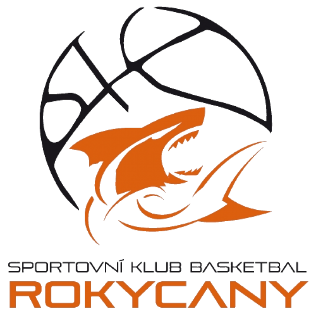 SPORTOVNÍ KLUB BASKETBAL
ROKYCANY